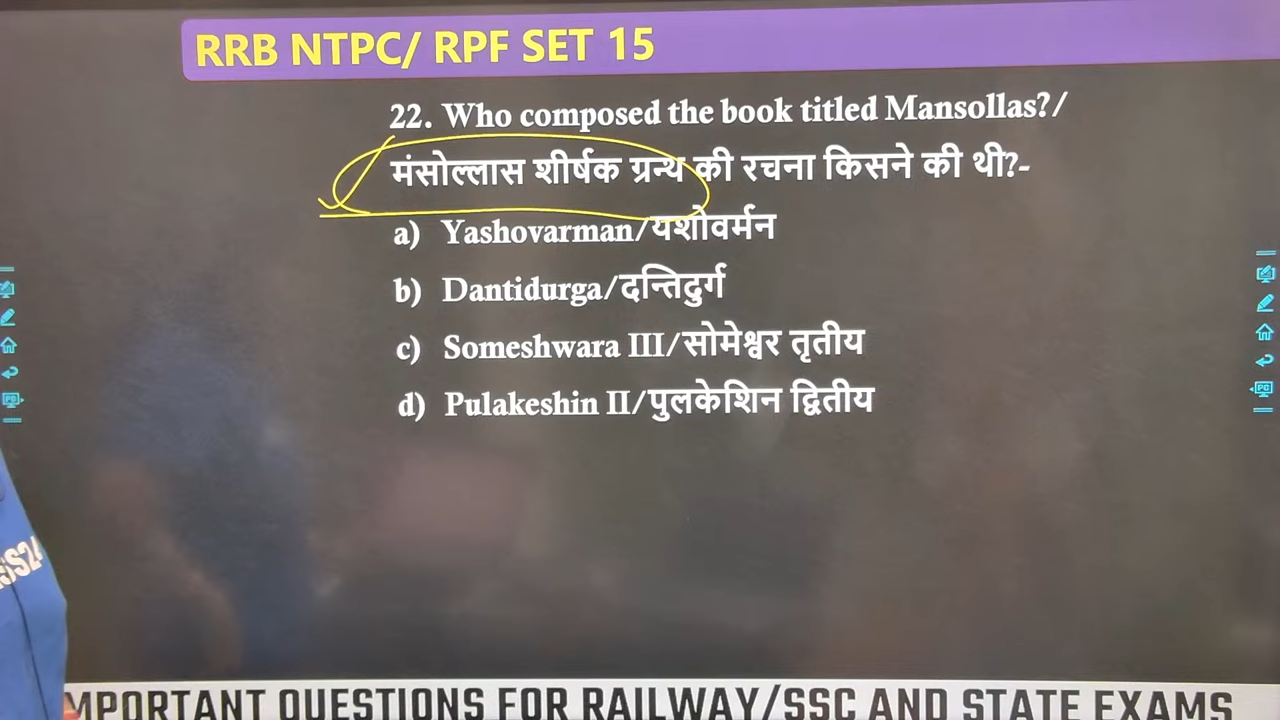 RRB NTPC/ RPF SET 15
22. Who composed the book titled Mansollas?/
मंसोल्लास शीर्षक ग्रन्थ की रचना किसने की थी?-
a) Yashovarman/यशोवर्मन
b) Dantidurga/दन्तिदुर्ग
c) Someshwara III/सोमेश्वर तृतीय
d) Pulakeshin II/पुलकेशिन द्वितीय
MPORTANT QUESTIONS FOR RAILWAY/SSC AND STATE EXAMS